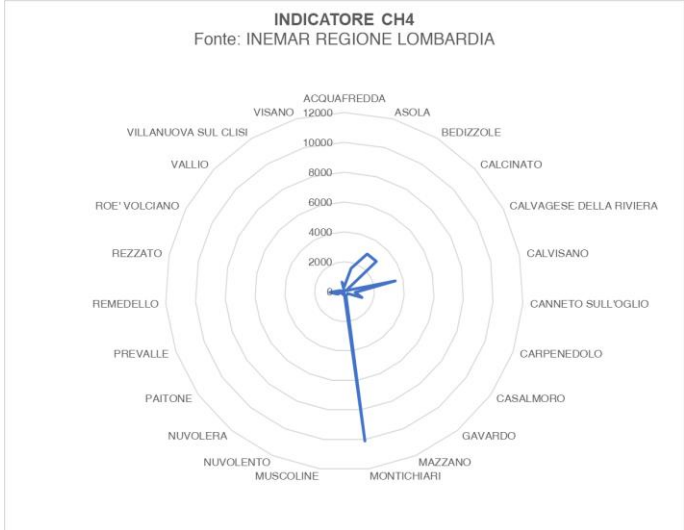 INDICATORE CH4
Fonte: INEMAR REGIONE LOMBARDIA
ACQUAFREDDA
VISANO 12000 ASOLA
VILLANUOVA SUL CLISI 10000 BEDIZZOLE
VALLIO 8000 CALCINATO
6000
ROE' VOLCIANO CALVAGESE DELLA RIVIERA
4000
REZZATO CALVISANO
2000
REMEDELLO 0 CANNETO SULL'OGLIO
PREVALLE CARPENEDOLO
PAITONE CASALMORO
NUVOLERA GAVARDO
NUVOLENTO MAZZANO
MUSCOLINE MONTICHIARI